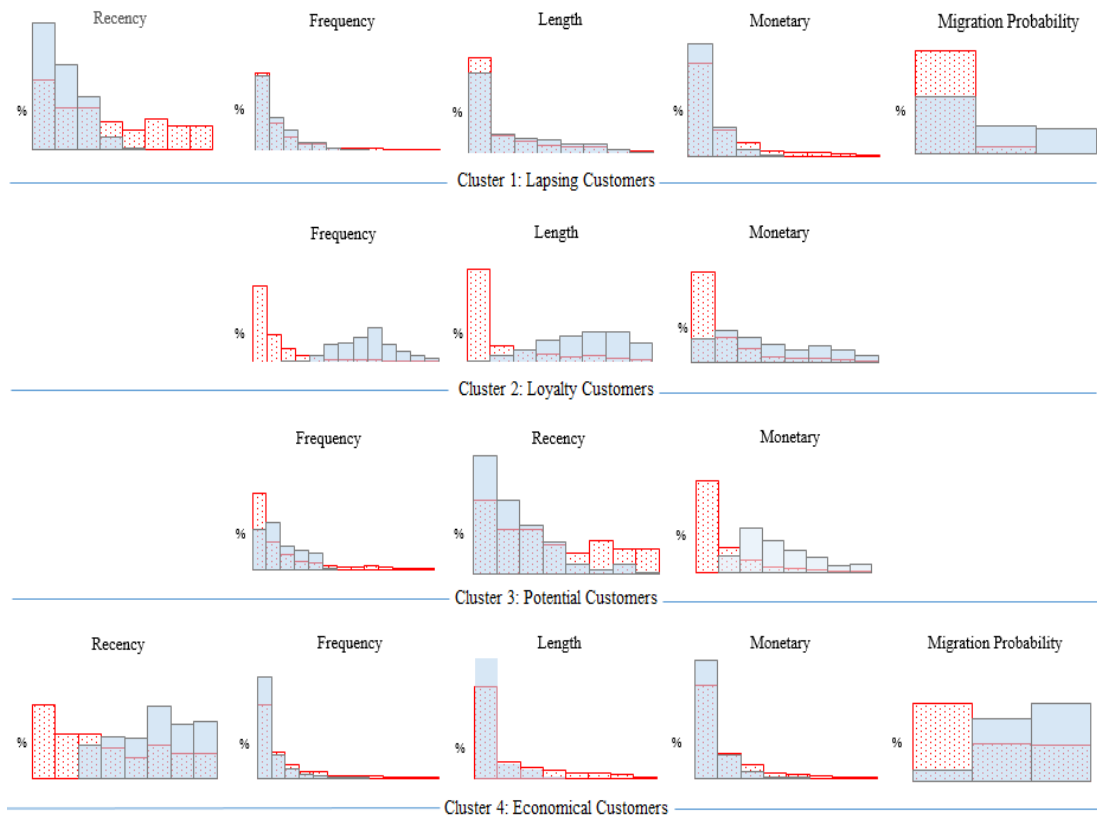 Recency Frequency Length Monetary Migration Probability
% % % % %
Cluster 1: Lapsing Customers
Frequency Length Monetary
% % %
Cluster 2: Loyalty Customers
Frequency Recency Monetary
% % %
Cluster 3: Potential Customers
Recency Frequency Length Monetary Migration Probability
% % % % %
Cluster 4: Economical Customers